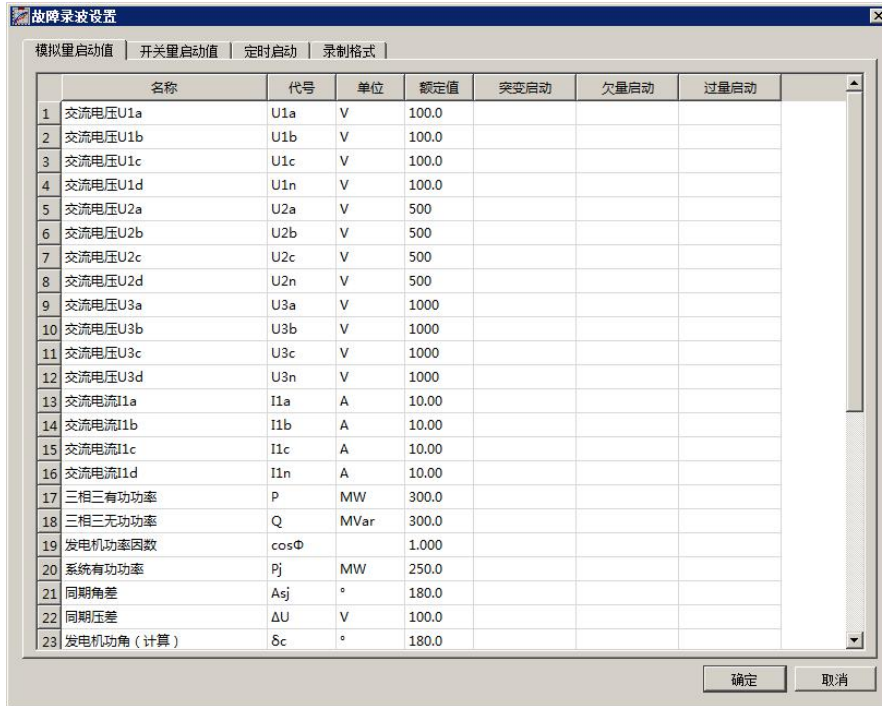 故障录波设置
模拟量启动值 开关量启动值 定时启动 录制格式
名称 代号 单位 额定值 突变启动 欠量启动 过量启动
1 交流电压U1a U1a V 100.0
2 交流电压U1b U1b V 100.0
3 交流电压U1c U1c V 100.0
4 交流电压U1d U1n V 100.0
5 交流电压U2a U2a V 500
6 交流电压U2b U2b V 500
7 交流电压U2c U2c V 500
8 交流电压U2d U2n V 500
9 交流电压U3a U3a V 1000
10 交流电压U3b U3b V 1000
11 交流电压U3c U3c V 1000
12 交流电压U3d U3n V 1000
13 交流电流I1a I1a A 10.00
14 交流电流I1b I1b A 10.00
15 交流电流I1c I1c A 10.00
16 交流电流I1d I1n A 10.00
17 三相三有功功率 P MW 300.0
18 三相三无功功率 Q MVar 300.0
19 发电机功率因数 cosΦ 1.000
20 系统有功功率 Pj MW 250.0
21 同期角差 Asj ° 180.0
22 同期压差 ΔU V 100.0
23 发电机功角（计算） δc ° 180.0
确定 取消